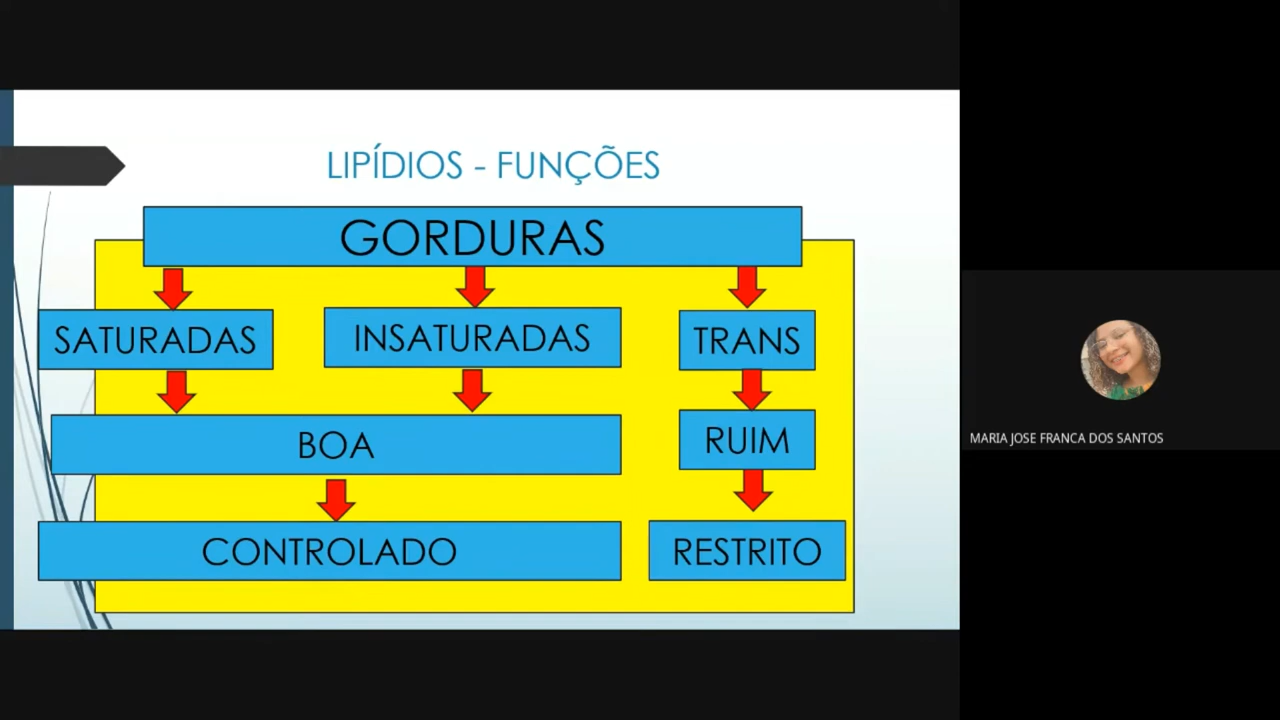 LIPÍDIOS - FUNÇÕES
GORDURAS
SATURADAS
INSATURADAS
TRANS
BOA
RUIM
CONTROLADO
RESTRITO
MARIA JOSE FRANCA DOS SANTOS